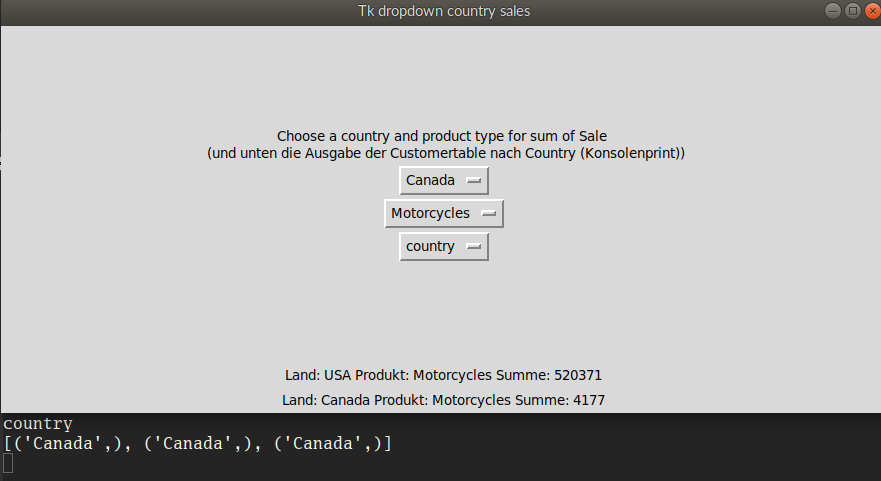 Tk dropdown country sales
Choose a country and product type for sum of Sale
(und unten die Ausgabe der Customertable nach Country (Konsolenprint))
Canada
Motorcycles
country
Land: USA Produkt: Motorcycles Summe: 520371
Land: Canada Produkt: Motorcycles Summe: 4177
country
[('Canada',), ('Canada',), ('Canada',)]